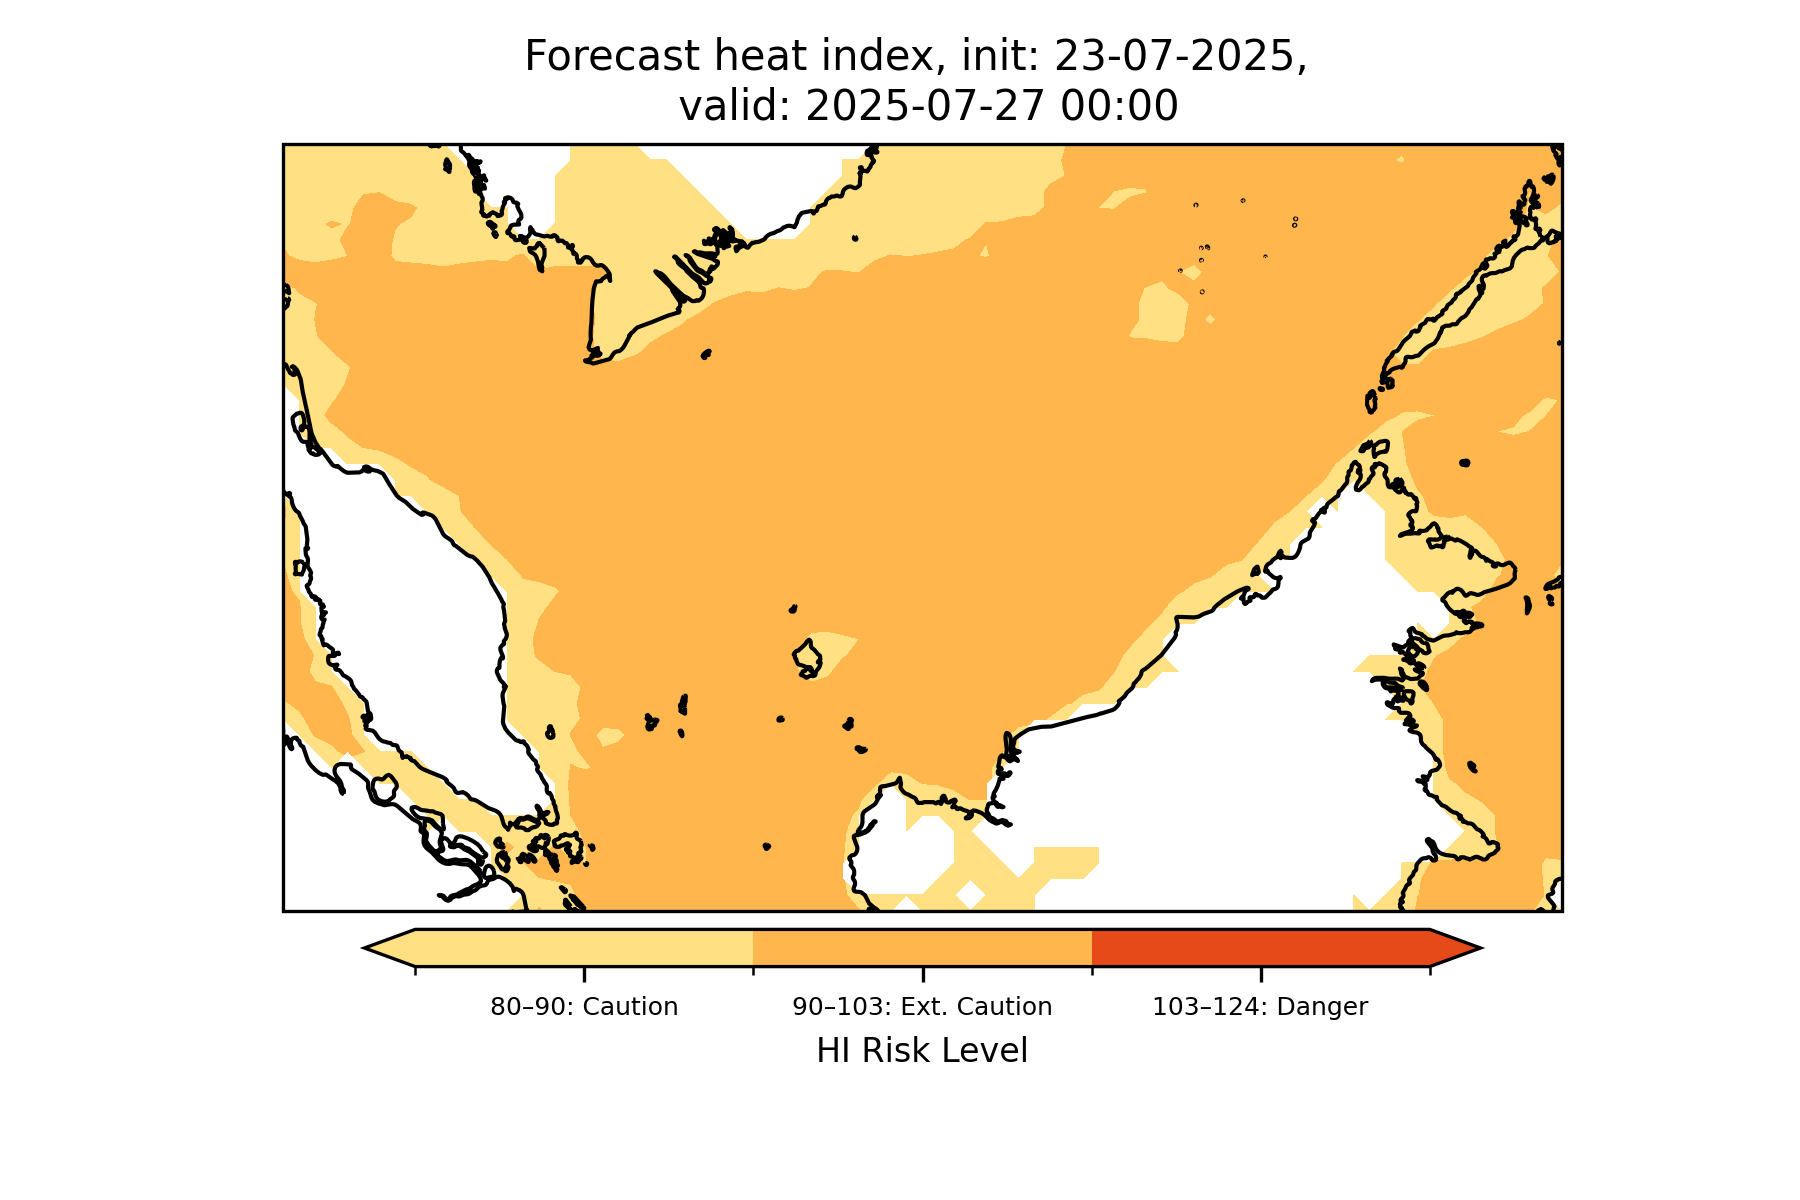 Forecast heat index, init: 23-07-2025,
valid: 2025-07-27 00:00
80–90: Caution
90–103: Ext. Caution
103–124: Danger
HI Risk Level